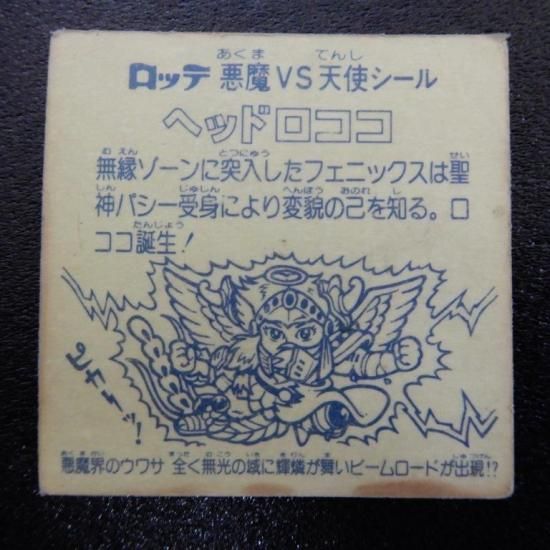 ロッテ 悪魔VS天使シール
ヘッドロココ
無縁ゾーンに突入したフェニックスは聖
神パシー受身により変貌の己を知る。ロ
ココ誕生!
ピキーッ!
悪魔界のウワサ 全く無光の域に輝燐が舞いビームロードが出現!?